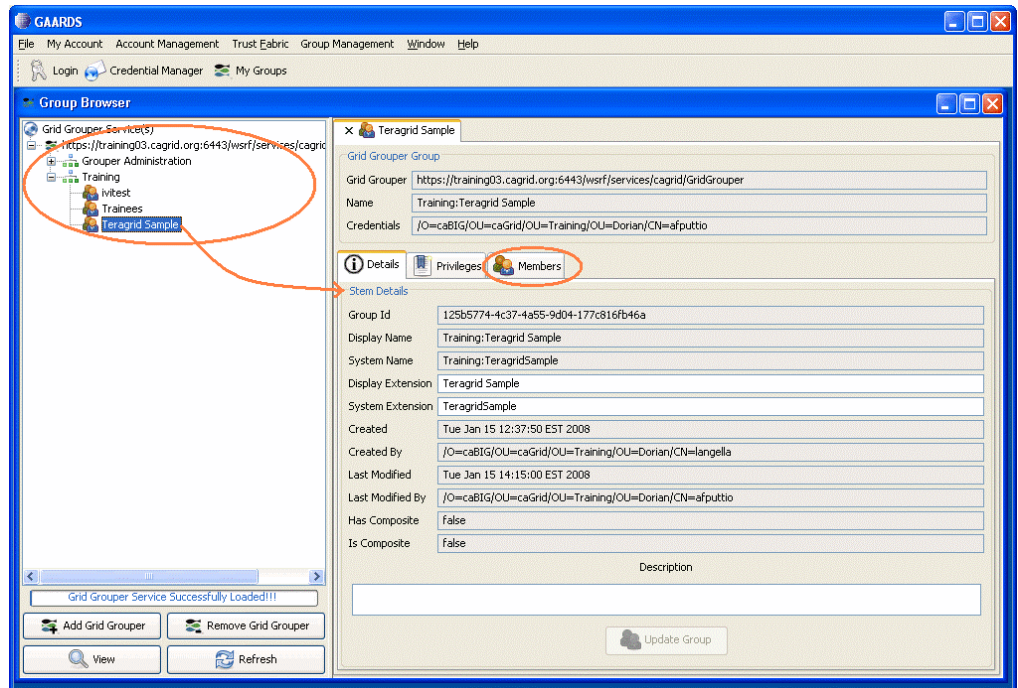 GAARDS
File My Account Account Management Trust Fabric Group Management Window Help
Login Credential Manager My Groups
Group Browser
Grid Grouper Service(s)
https://training03.cagrid.org:6443/wsrf/services/cagric
Grouper Administration
Training
ivitest
Trainees
Teragrid Sample
Grid Grouper Service Successfully Loaded!!!
Add Grid Grouper Remove Grid Grouper
View Refresh
Teragrid Sample
Grid Grouper Group
Grid Grouper https://training03.cagrid.org:6443/wsrf/services/cagrid/GridGrouper
Name Training:Teragrid Sample
Credentials /O=caBIG/OU=caGrid/OU=Training/OU=Dorian/CN=afputtio
Details Privileges Members
Stem Details
Group Id 125b5774-4c37-4a55-9d04-177c816fb46a
Display Name Training:Teragrid Sample
System Name Training:TeragridSample
Display Extension Teragrid Sample
System Extension TeragridSample
Created Tue Jan 15 12:37:50 EST 2008
Created By /O=caBIG/OU=caGrid/OU=Training/OU=Dorian/CN=langella
Last Modified Tue Jan 15 14:15:00 EST 2008
Last Modified By /O=caBIG/OU=caGrid/OU=Training/OU=Dorian/CN=afputtio
Has Composite false
Is Composite false
Description
Update Group